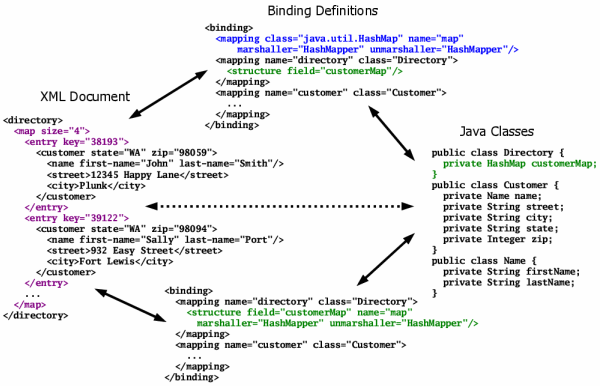 Binding Definitions
<binding>
<mapping class="java.util.HashMap" name="map"
marshaller="HashMapper" unmarshaller="HashMapper"/>
<mapping name="directory" class="Directory">
<structure field="customerMap"/>
</mapping>
<mapping name="customer" class="Customer">
...
</mapping>
</binding>
XML Document
<directory>
<map size="4">
<entry key="38193">
<customer state="WA" zip="98059">
<name first-name="John" last-name="Smith"/>
<street>12345 Happy Lane</street>
<city>Plunk</city>
</customer>
</entry>
<entry key="39122">
<customer state="WA" zip="98094">
<name first-name="Sally" last-name="Port"/>
<street>932 Easy Street</street>
<city>Fort Lewis</city>
</customer>
</entry>
...
</map>
</directory>
Java Classes
public class Directory {
private HashMap customerMap;
}
public class Customer {
private Name name;
private String street;
private String city;
private String state;
private Integer zip;
}
public class Name {
private String firstName;
private String lastName;
}
<binding>
<mapping name="directory" class="Directory">
<structure field="customerMap" name="map"
marshaller="HashMapper" unmarshaller="HashMapper"/>
</mapping>
<mapping name="customer" class="Customer">
...
</mapping>
</binding>